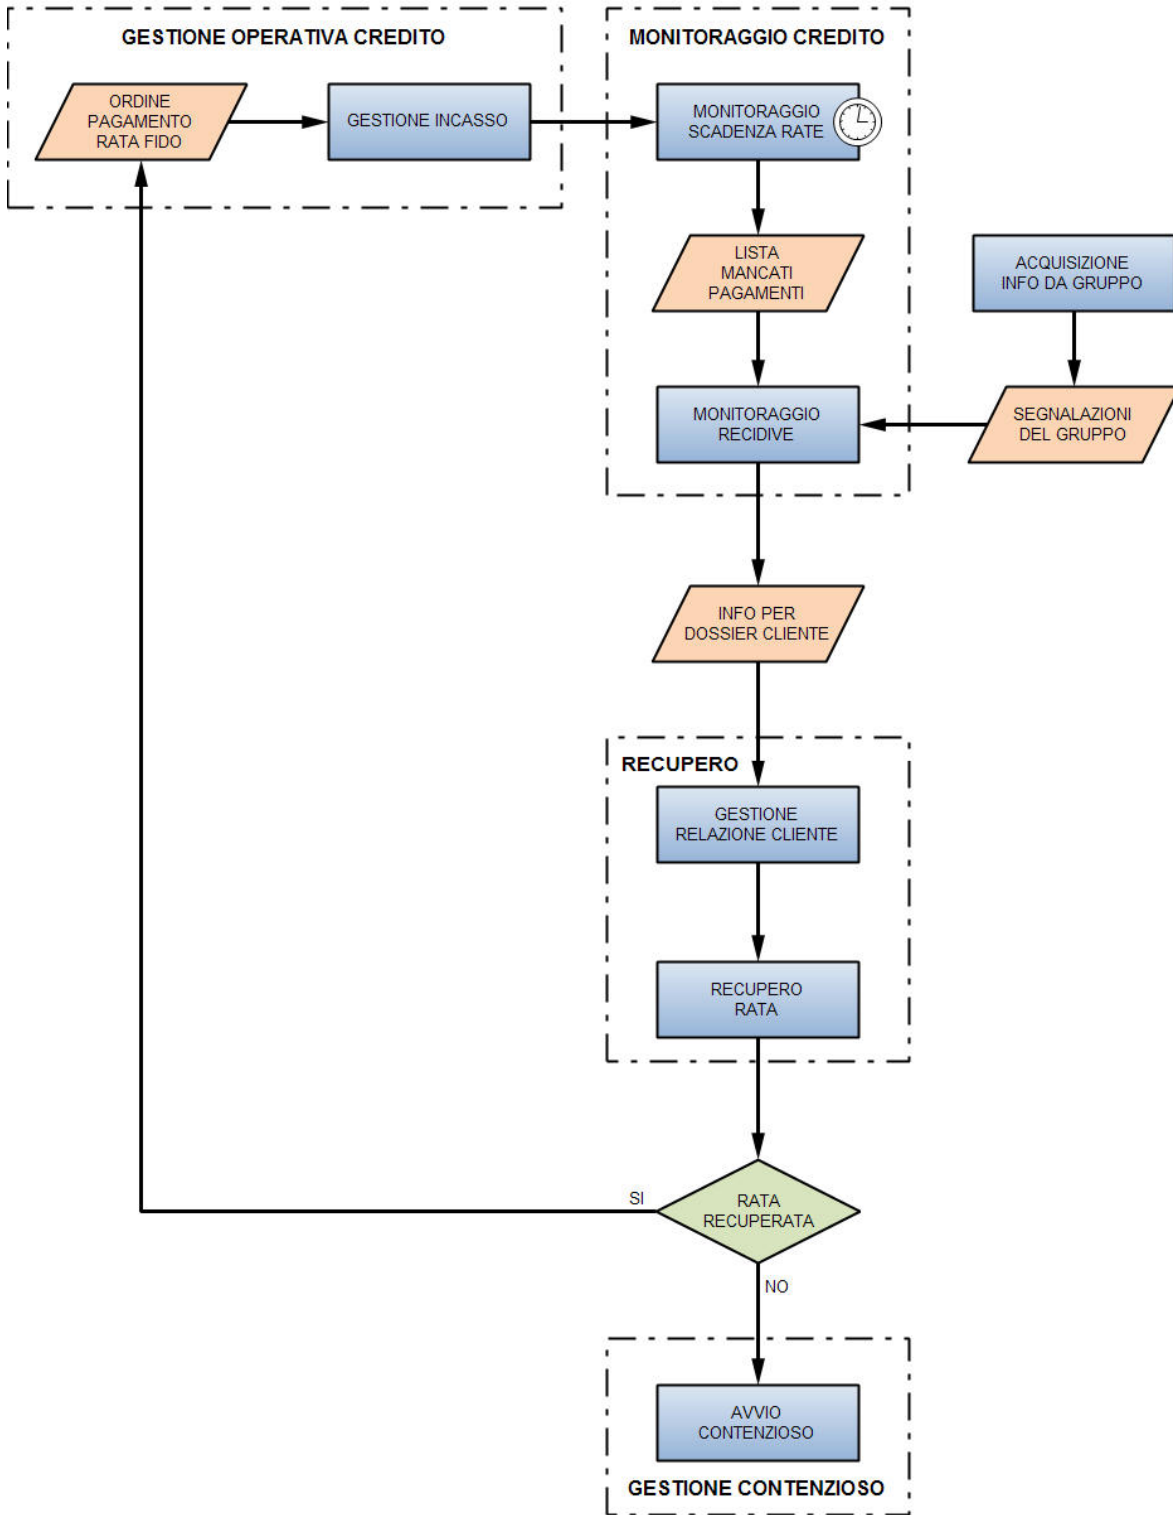 GESTIONE OPERATIVA CREDITO
ORDINE
PAGAMENTO
RATA FIDO
GESTIONE INCASSO
MONITORAGGIO CREDITO
MONITORAGGIO
SCADENZA RATE
LISTA
MANCATI
PAGAMENTI
ACQUISIZIONE
INFO DA GRUPPO
MONITORAGGIO
RECIDIVE
SEGNALAZIONI
DEL GRUPPO
INFO PER
DOSSIER CLIENTE
RECUPERO
GESTIONE
RELAZIONE CLIENTE
RECUPERO
RATA
SI
RATA
RECUPERATA
NO
AVVIO
CONTENZIOSO
GESTIONE CONTENZIOSO